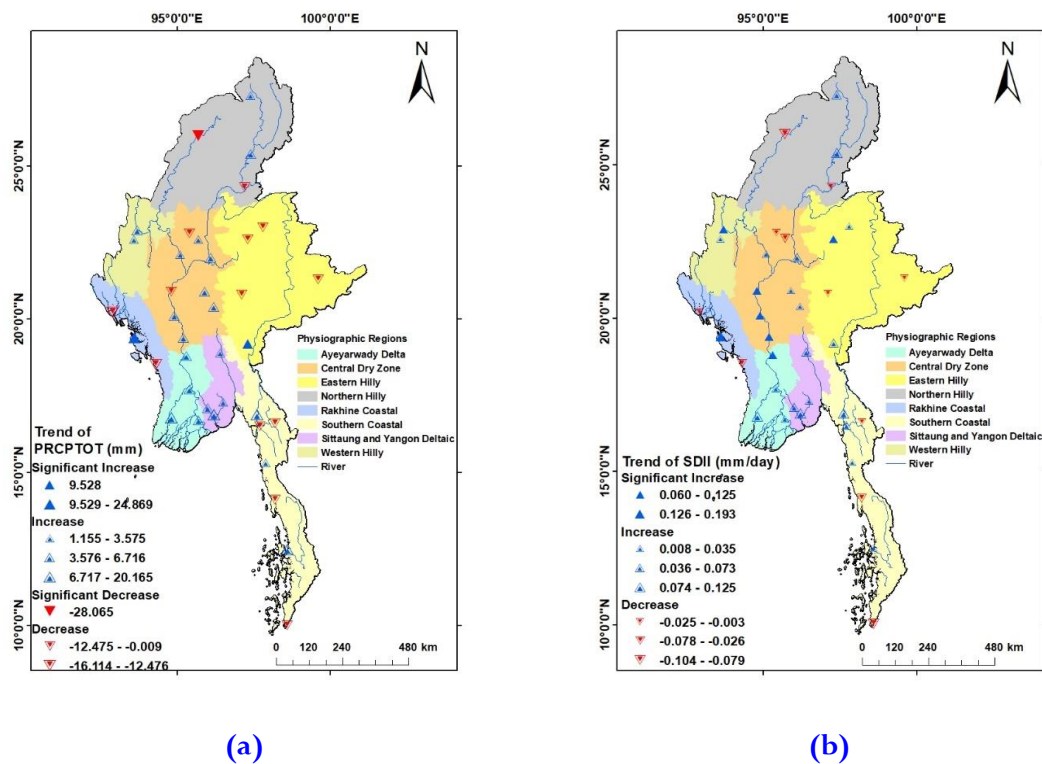 95°0'0"E 100°0'0"E
N
25°0'0"N
20°0'0"N
15°0'0"N
10°0'0"N
Physiographic Regions
Ayeyarwady Delta
Central Dry Zone
Eastern Hilly
Northern Hilly
Rakhine Coastal
Southern Coastal
Sittaung and Yangon Deltaic
Western Hilly
River
Trend of
PRCPTOT (mm)
Significant Increase
9.528
9.529 - 24.869
Increase
1.155 - 3.575
3.576 - 6.716
6.717 - 20.165
Significant Decrease
-28.065
Decrease
-12.475 - -0.009
-16.114 - -12.476
0 120 240 480 km
(a)
95°0'0"E 100°0'0"E
N
25°0'0"N
20°0'0"N
15°0'0"N
10°0'0"N
Physiographic Regions
Ayeyarwady Delta
Central Dry Zone
Eastern Hilly
Northern Hilly
Rakhine Coastal
Southern Coastal
Sittaung and Yangon Deltaic
Western Hilly
River
Trend of SDII (mm/day)
Significant Increase
0.060 - 0.125
0.126 - 0.193
Increase
0.008 - 0.035
0.036 - 0.073
0.074 - 0.125
Decrease
-0.025 - -0.003
-0.078 - -0.026
-0.104 - -0.079
0 120 240 480 km
(b)